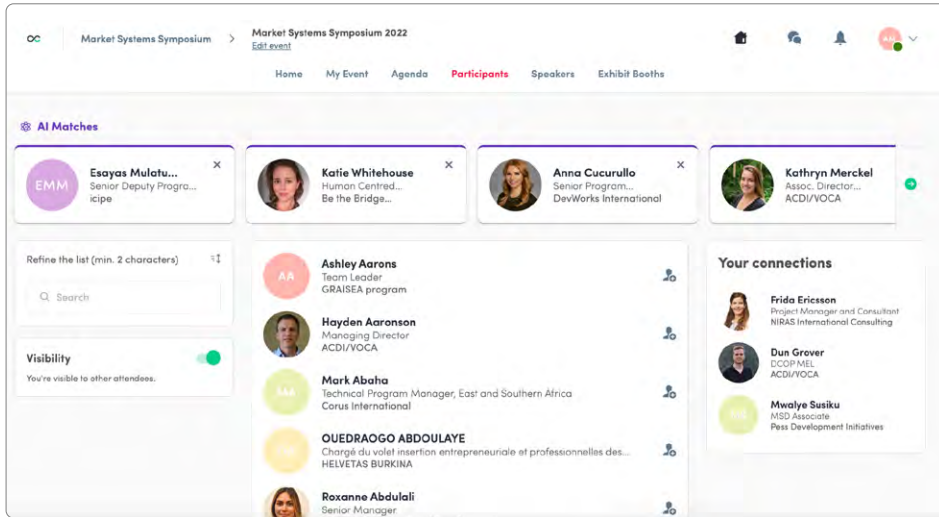 OC
Market Systems Symposium > Market Systems Symposium 2022
Edit event
Home My Event Agenda Participants Speakers Exhibit Booths
AI Matches
EMM
Esayas Mulatu...
Senior Deputy Progra...
icipe
Katie Whitehouse
Human Centred...
Be the Bridge...
Anna Cucurullo
Senior Program...
DevWorks International
Kathryn Merckel
Assoc. Director...
ACDI/VOCA
Refine the list (min. 2 characters)
Search
Visibility
You're visible to other attendees.
AA
Ashley Aarons
Team Leader
GRAISEA program
Hayden Aaronson
Managing Director
ACDI/VOCA
Mark Abaha
Technical Program Manager, East and Southern Africa
Corus International
OUEDRAOGO ABDOULAYE
Chargé du volet insertion entrepreneuriale et professionnelles des...
HELVETAS BURKINA
Roxanne Abdulali
Senior Manager
Your connections
Frida Ericsson
Project Manager and Consultant
NIRAS International Consulting
Dun Grover
DCOP MEL
ACDI/VOCA
Mwalye Susiku
MSD Associate
Pess Development Initiatives